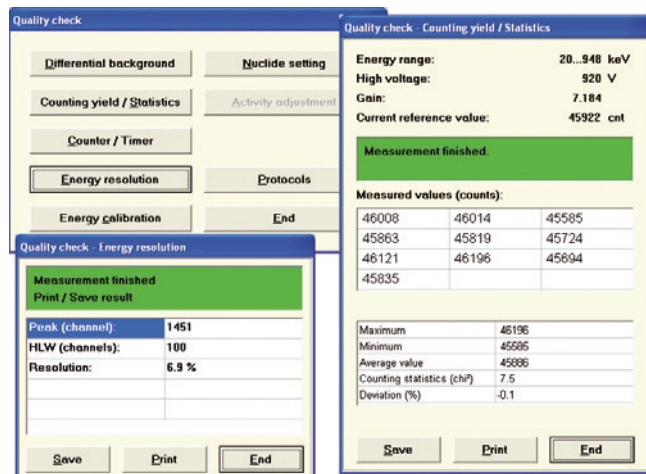 Quality check
Differential background
Nuclide setting
Counting yield / Statistics
Activity adjustment
Counter / Timer
Energy resolution
Protocols
Energy calibration
End
Quality check - Energy resolution
Measurement finished
Print / Save result
Peak (channel): 1451
HLW (channels): 100
Resolution: 6.9 %
Save Print End
Quality check - Counting yield / Statistics
Energy range: 20...948 keV
High voltage: 920 V
Gain: 7.184
Current reference value: 45922 cnt
Measurement finished.
Measured values (counts):
46008 46014 45585
45863 45819 45724
46121 46196 45694
45835
Maximum 46196
Minimum 45585
Average value 45886
Counting statistics (chi²) 7.5
Deviation (%) -0.1
Save Print End